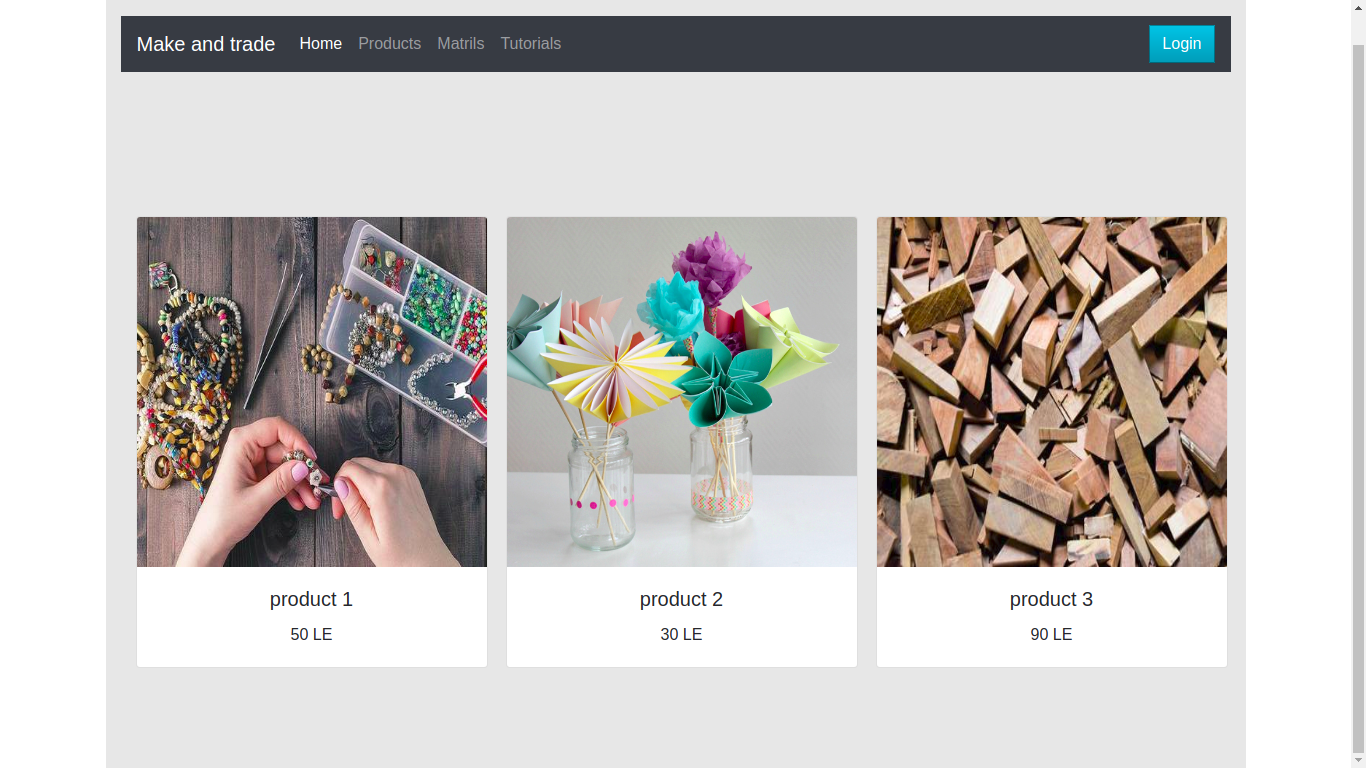 Make and trade Home Products Matrils Tutorials Login
product 1 product 2 product 3
50 LE 30 LE 90 LE